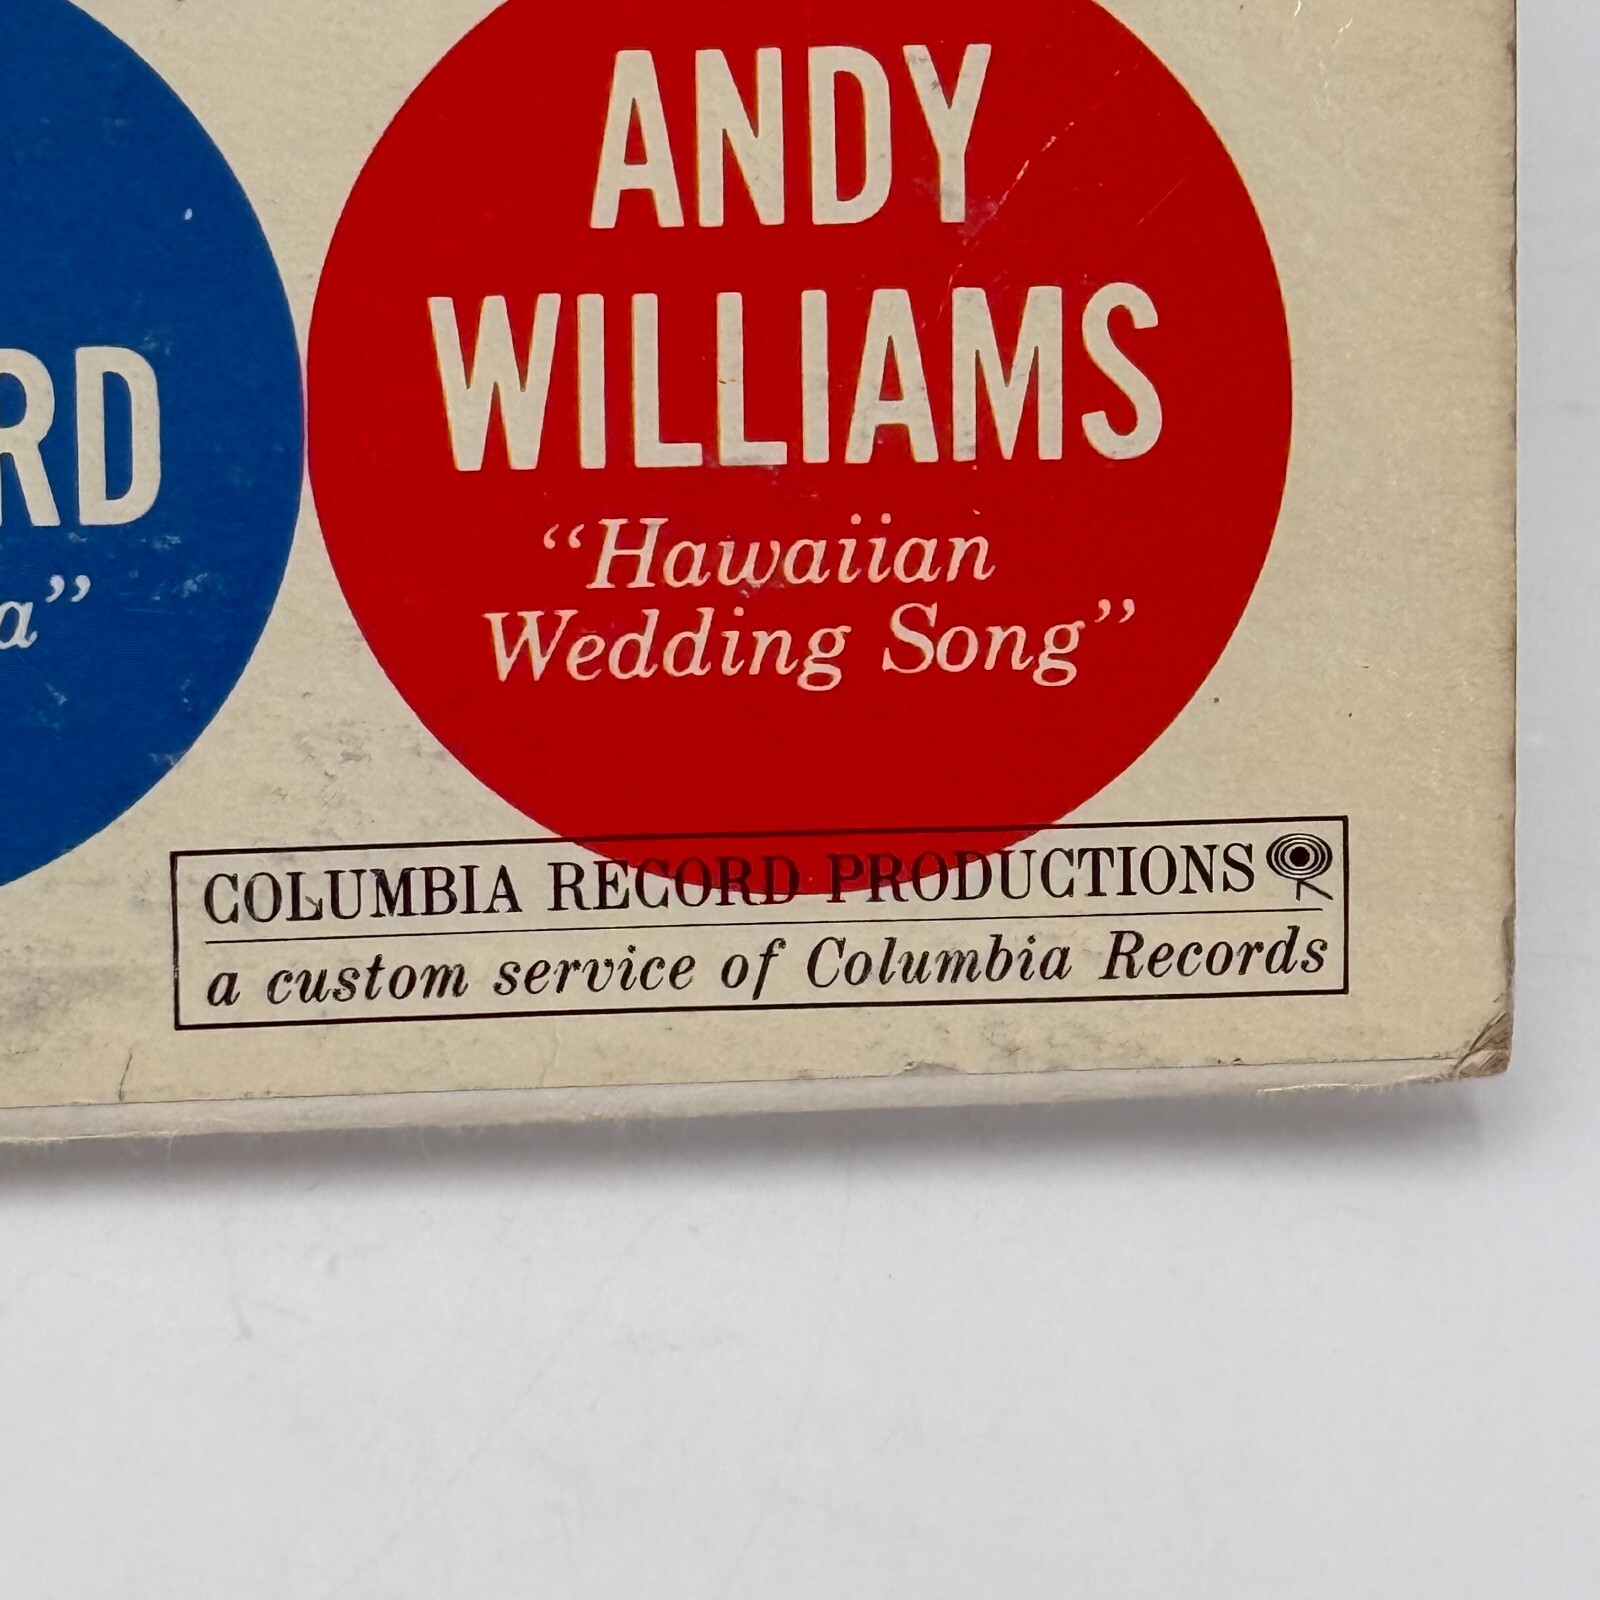 ANDY
WILLIAMS
"Hawaiian
Wedding Song"
RD
a"
COLUMBIA RECORD PRODUCTIONS
a custom service of Columbia Records